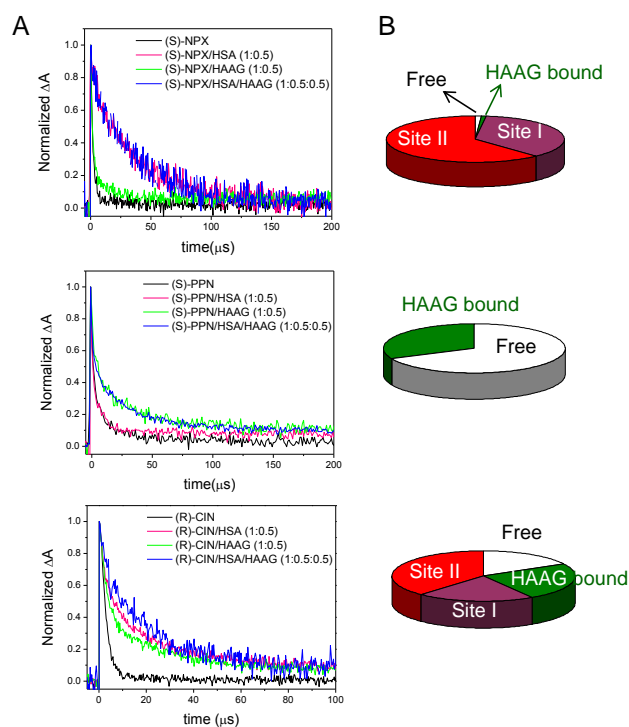 A
Normalized ΔA
1.0
0.8
0.6
0.4
0.2
0.0
(S)-NPX
(S)-NPX/HSA (1:0.5)
(S)-NPX/HAAG (1:0.5)
(S)-NPX/HSA/HAAG (1:0.5:0.5)
0 50 100 150 200
time(μs)
Normalized ΔA
1.0
0.8
0.6
0.4
0.2
0.0
(S)-PPN
(S)-PPN/HSA (1:0.5)
(S)-PPN/HAAG (1:0.5)
(S)-PPN/HSA/HAAG (1:0.5:0.5)
0 50 100 150 200
time(μs)
Normalized ΔA
1.0
0.8
0.6
0.4
0.2
0.0
(R)-CIN
(R)-CIN/HSA (1:0.5)
(R)-CIN/HAAG (1:0.5)
(R)-CIN/HSA/HAAG (1:0.5:0.5)
0 20 40 60 80 100
time (μs)
B
HAAG bound
Free
Site II
Site I
HAAG bound
Free
Free
Site II
HAAG bound
Site I